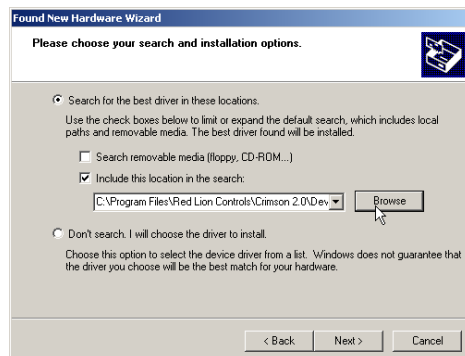 Found New Hardware Wizard
Please choose your search and installation options.
Search for the best driver in these locations.
Use the check boxes below to limit or expand the default search, which includes local
paths and removable media. The best driver found will be installed.
Search removable media (floppy, CD-ROM...)
Include this location in the search:
C:\Program Files\Red Lion Controls\Crimson 2.0\Dev
Browse
Don't search. I will choose the driver to install.
Choose this option to select the device driver from a list. Windows does not guarantee that
the driver you choose will be the best match for your hardware.
< Back Next > Cancel